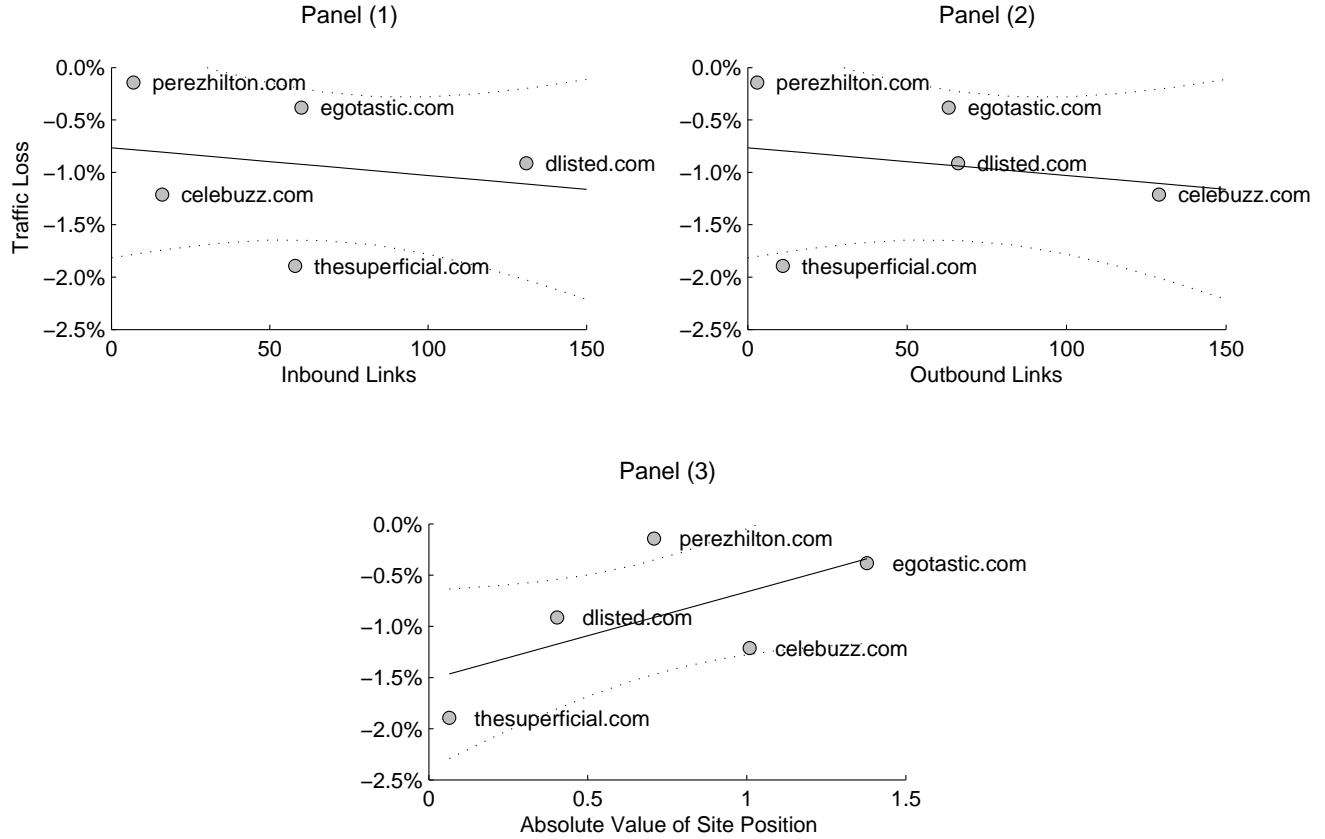 Panel (1)
Traffic Loss
0.0%
−0.5%
−1.0%
−1.5%
−2.0%
−2.5%
perezhilton.com
egotastic.com
dlisted.com
celebuzz.com
thesuperficial.com
0 50 100 150
Inbound Links
Panel (2)
0.0%
−0.5%
−1.0%
−1.5%
−2.0%
−2.5%
perezhilton.com
egotastic.com
dlisted.com
celebuzz.com
thesuperficial.com
0 50 100 150
Outbound Links
Panel (3)
0.0%
−0.5%
−1.0%
−1.5%
−2.0%
−2.5%
perezhilton.com
egotastic.com
dlisted.com
celebuzz.com
thesuperficial.com
0 0.5 1 1.5
Absolute Value of Site Position